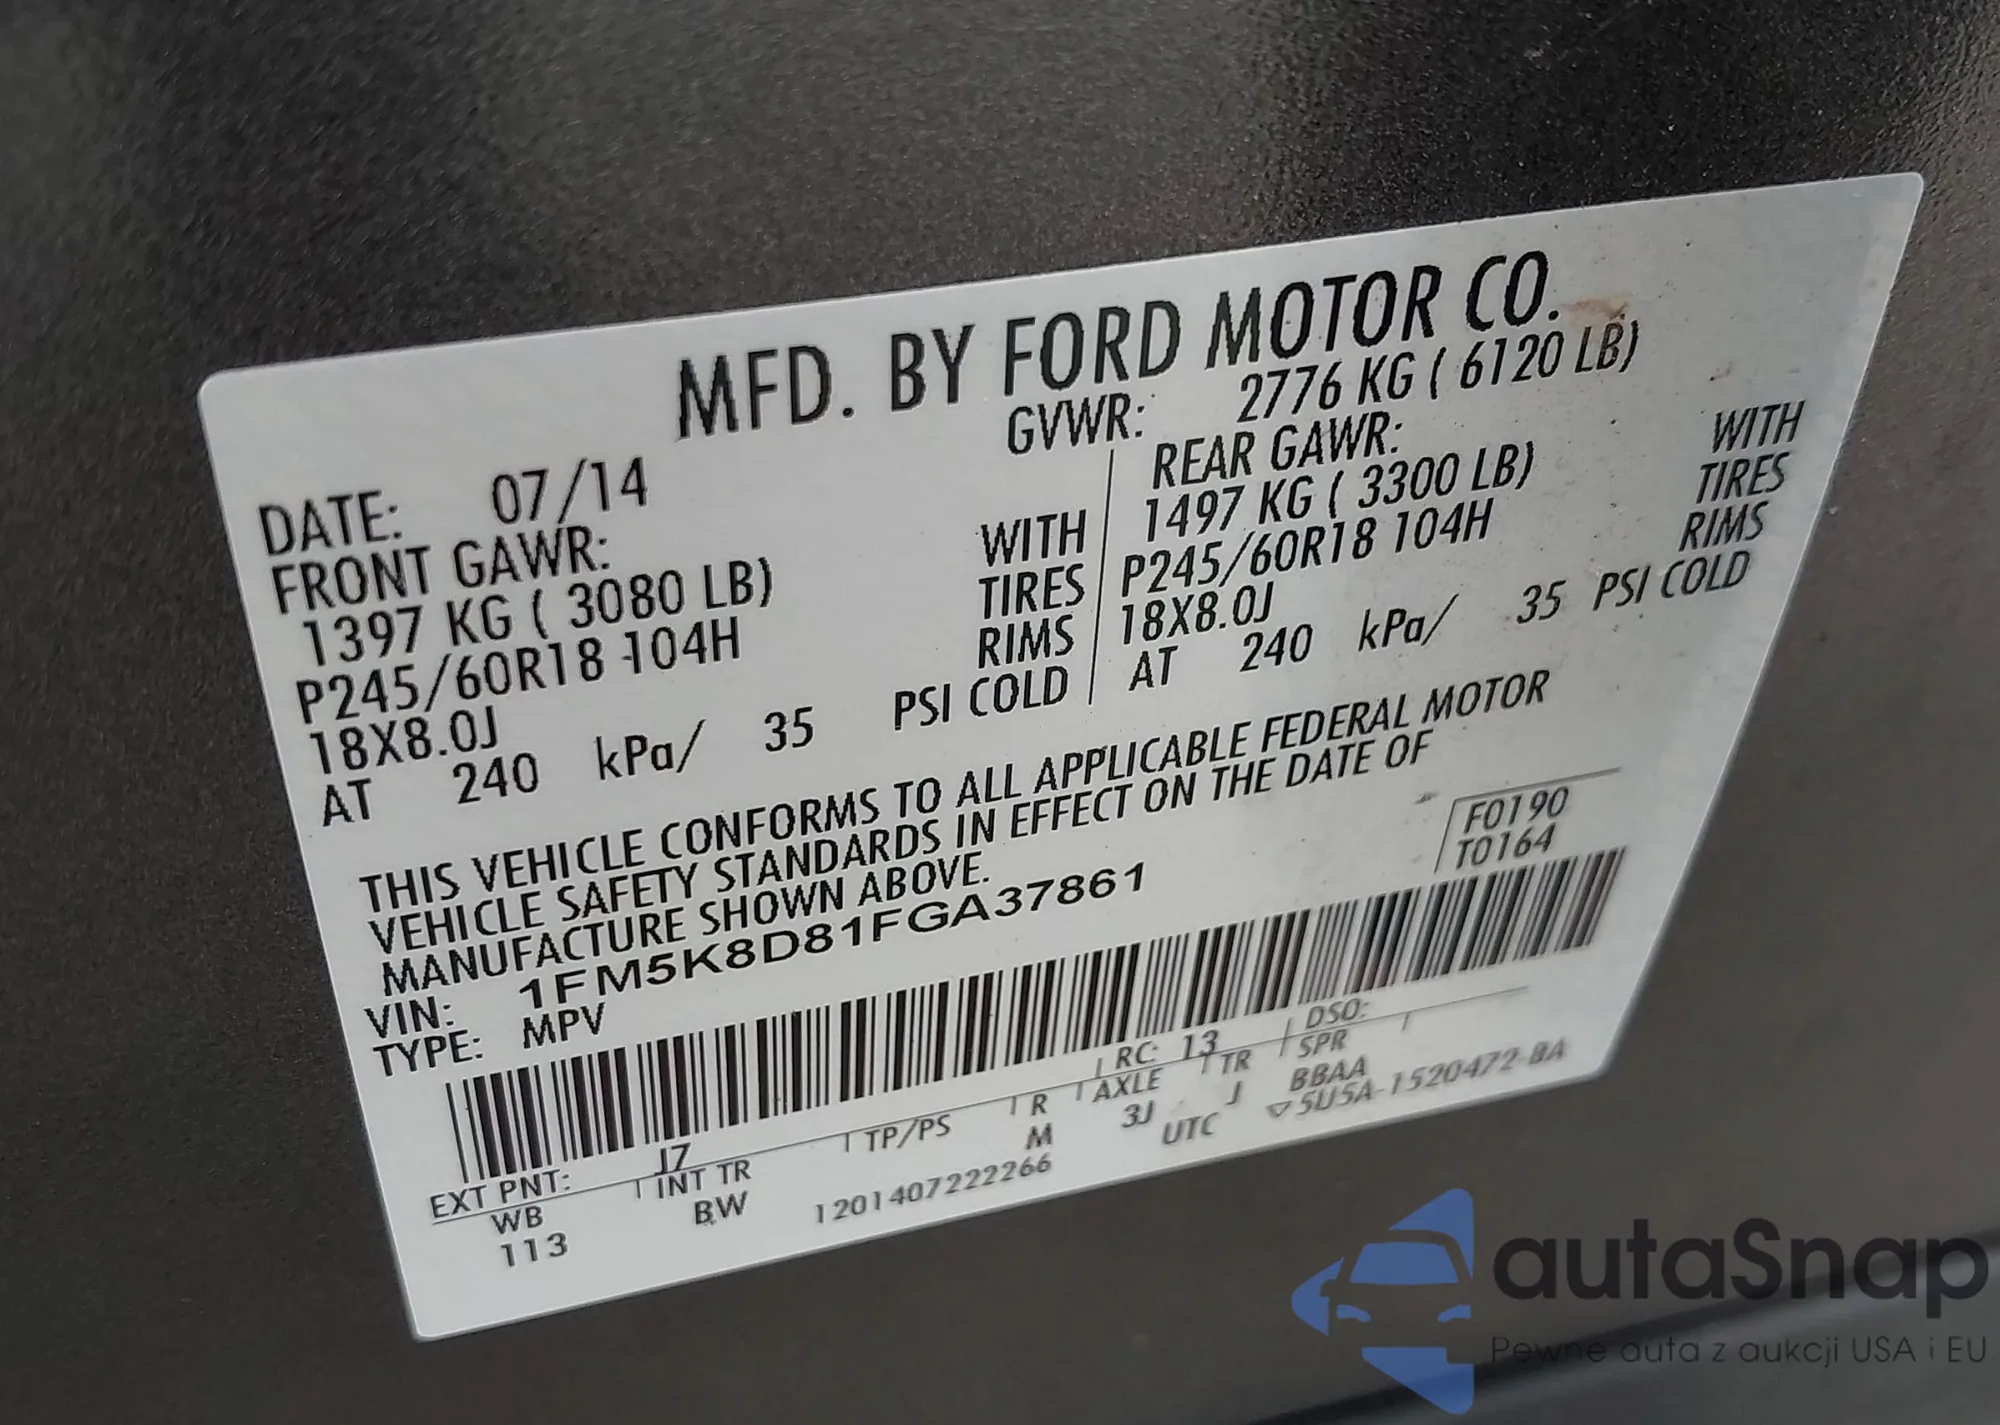 MFD. BY FORD MOTOR CO.
DATE: 07/14 GVWR: 2776 KG ( 6120 LB)
FRONT GAWR: REAR GAWR:
1397 KG ( 3080 LB) WITH 1497 KG ( 3300 LB) WITH
P245/60R18 104H TIRES P245/60R18 104H TIRES
18X8.0J RIMS 18X8.0J RIMS
AT 240 kPa/ 35 PSI COLD AT 240 kPa/ 35 PSI COLD
THIS VEHICLE CONFORMS TO ALL APPLICABLE FEDERAL MOTOR
VEHICLE SAFETY STANDARDS IN EFFECT ON THE DATE OF
MANUFACTURE SHOWN ABOVE.
F0190
T0164
VIN: 1FM5K8D81FGA37861
TYPE: MPV
EXT PNT: J7 RC: 13 DSO:
WB INT TR TP/PS R AXLE TR SPR
113 BW M 3J J BBAA
1201407222266 UTC ▽5U5A-1520472-BA
autaSnap
Pewne auta z aukcji USA i EU